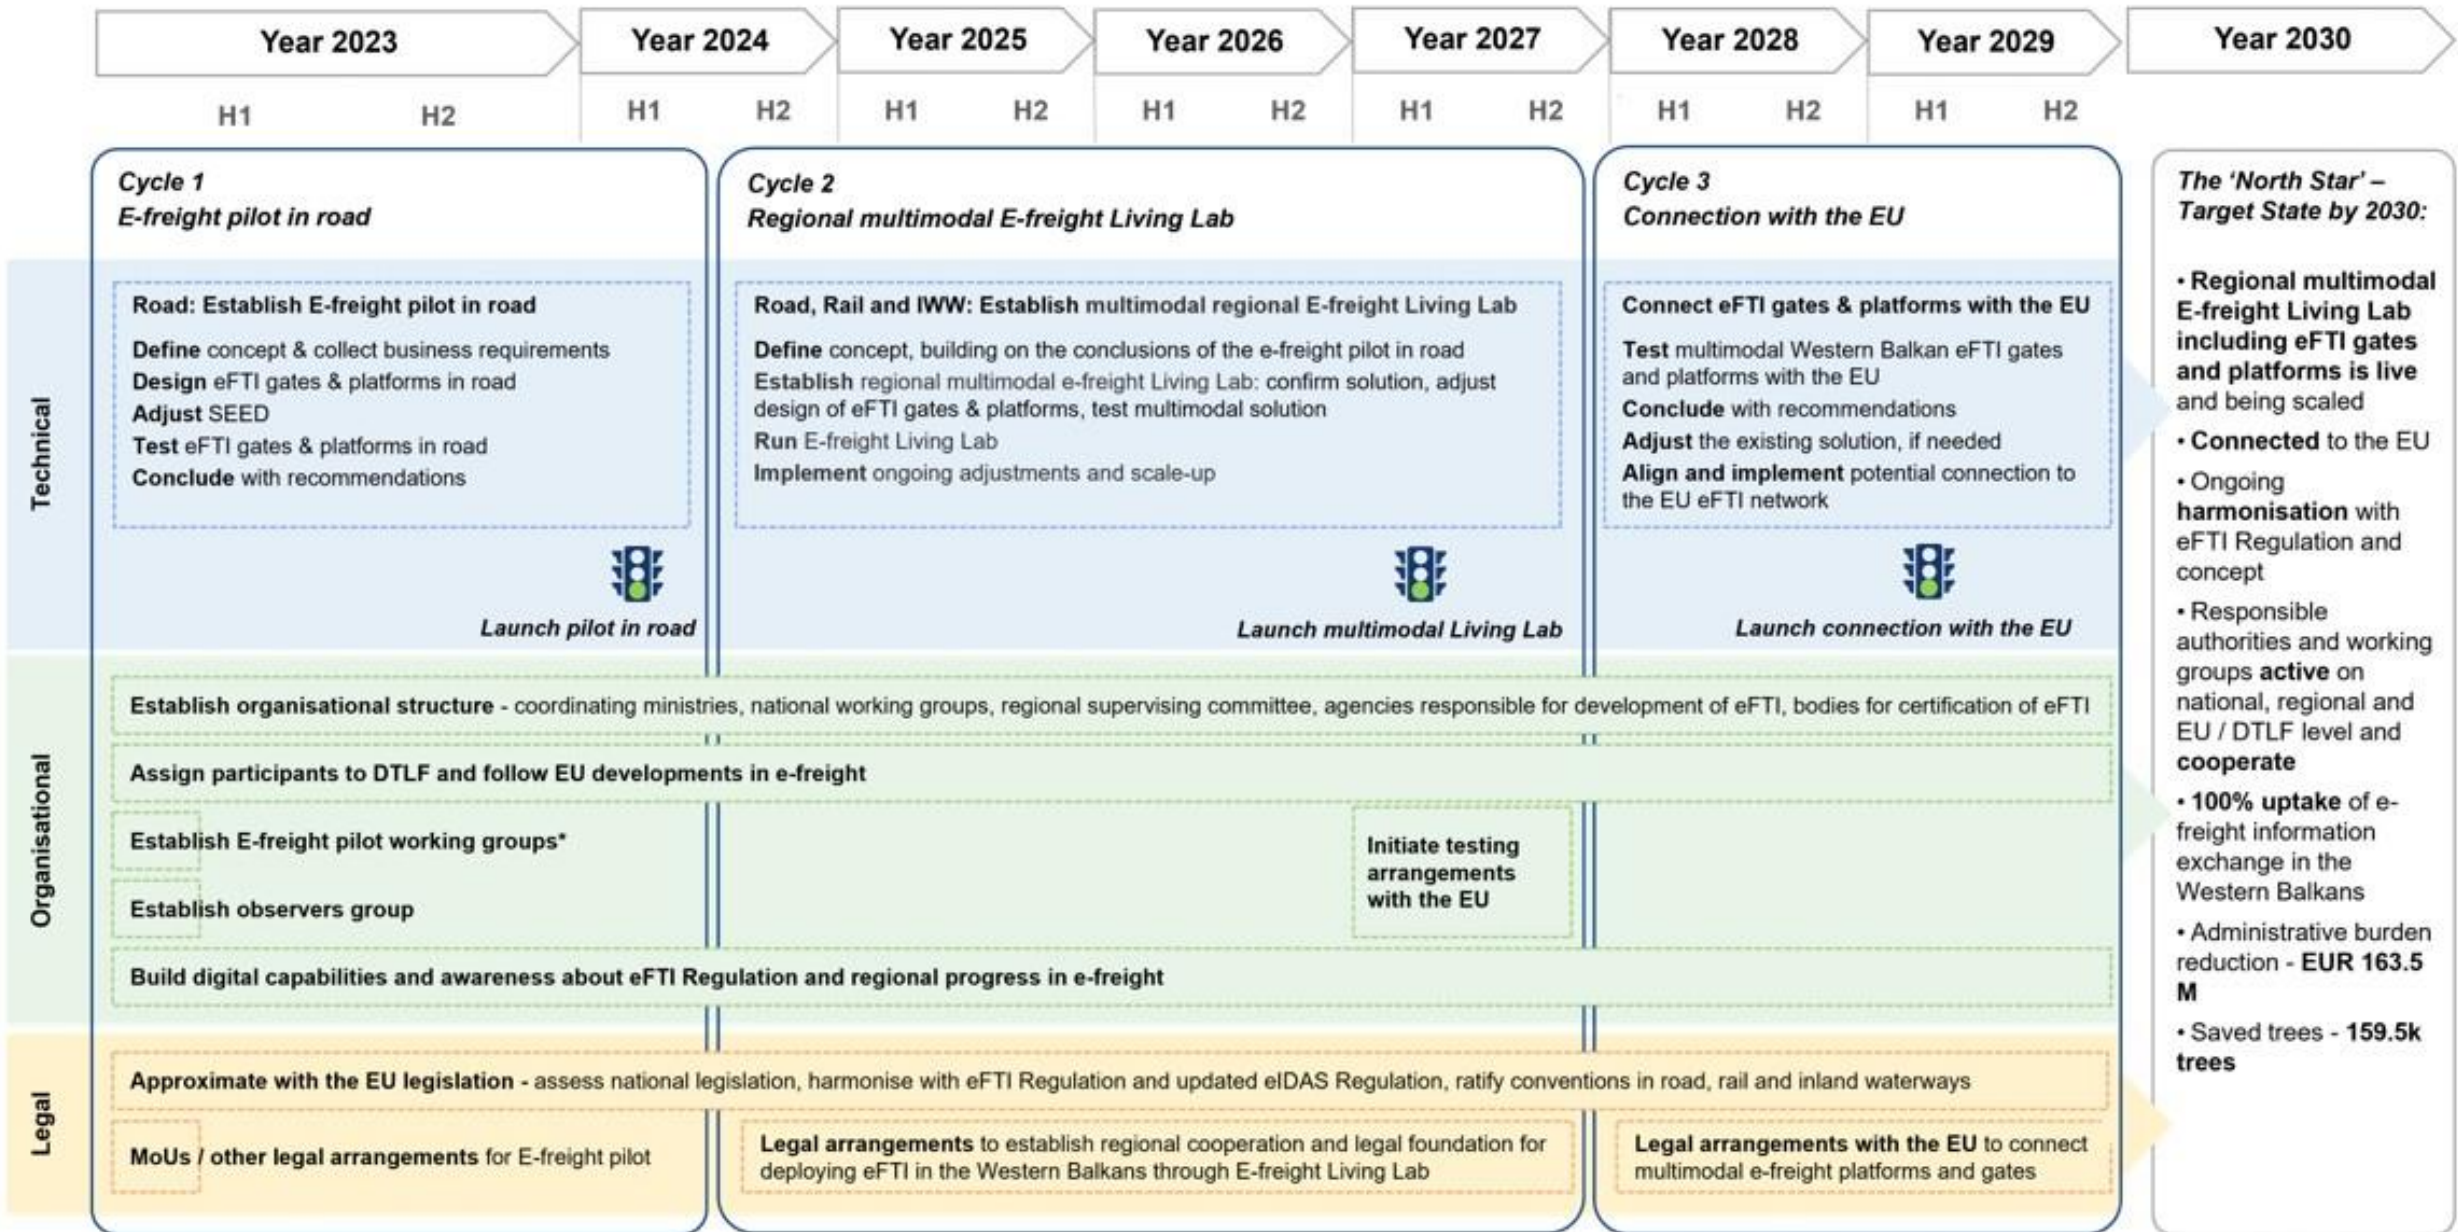 Year 2023
Year 2024
Year 2025
Year 2026
Year 2027
Year 2028
Year 2029
Year 2030
H1
H2
H1
H2
H1
H2
H1
H2
H1
H2
H1
H2
H1
H2
Cycle 1
E-freight pilot in road
Cycle 2
Regional multimodal E-freight Living Lab
Cycle 3
Connection with the EU
Technical
Road: Establish E-freight pilot in road
Define concept & collect business requirements
Design eFTI gates & platforms in road
Adjust SEED
Test eFTI gates & platforms in road
Conclude with recommendations
Launch pilot in road
Road, Rail and IWW: Establish multimodal regional E-freight Living Lab
Define concept, building on the conclusions of the e-freight pilot in road
Establish regional multimodal e-freight Living Lab: confirm solution, adjust
design of eFTI gates & platforms, test multimodal solution
Run E-freight Living Lab
Implement ongoing adjustments and scale-up
Launch multimodal Living Lab
Connect eFTI gates & platforms with the EU
Test multimodal Western Balkan eFTI gates
and platforms with the EU
Conclude with recommendations
Adjust the existing solution, if needed
Align and implement potential connection to
the EU eFTI network
Launch connection with the EU
Organisational
Establish organisational structure - coordinating ministries, national working groups, regional supervising committee, agencies responsible for development of eFTI, bodies for certification of eFTI
Assign participants to DTLF and follow EU developments in e-freight
Establish E-freight pilot working groups*
Establish observers group
Initiate testing
arrangements
with the EU
Build digital capabilities and awareness about eFTI Regulation and regional progress in e-freight
Legal
Approximate with the EU legislation - assess national legislation, harmonise with eFTI Regulation and updated eIDAS Regulation, ratify conventions in road, rail and inland waterways
MoUs / other legal arrangements for E-freight pilot
Legal arrangements to establish regional cooperation and legal foundation for
deploying eFTI in the Western Balkans through E-freight Living Lab
Legal arrangements with the EU to connect
multimodal e-freight platforms and gates
The ‘North Star’ –
Target State by 2030:
• Regional multimodal
E-freight Living Lab
including eFTI gates
and platforms is live
and being scaled
• Connected to the EU
• Ongoing
harmonisation with
eFTI Regulation and
concept
• Responsible
authorities and working
groups active on
national, regional and
EU / DTLF level and
cooperate
• 100% uptake of e-
freight information
exchange in the
Western Balkans
• Administrative burden
reduction - EUR 163.5
M
• Saved trees - 159.5k
trees